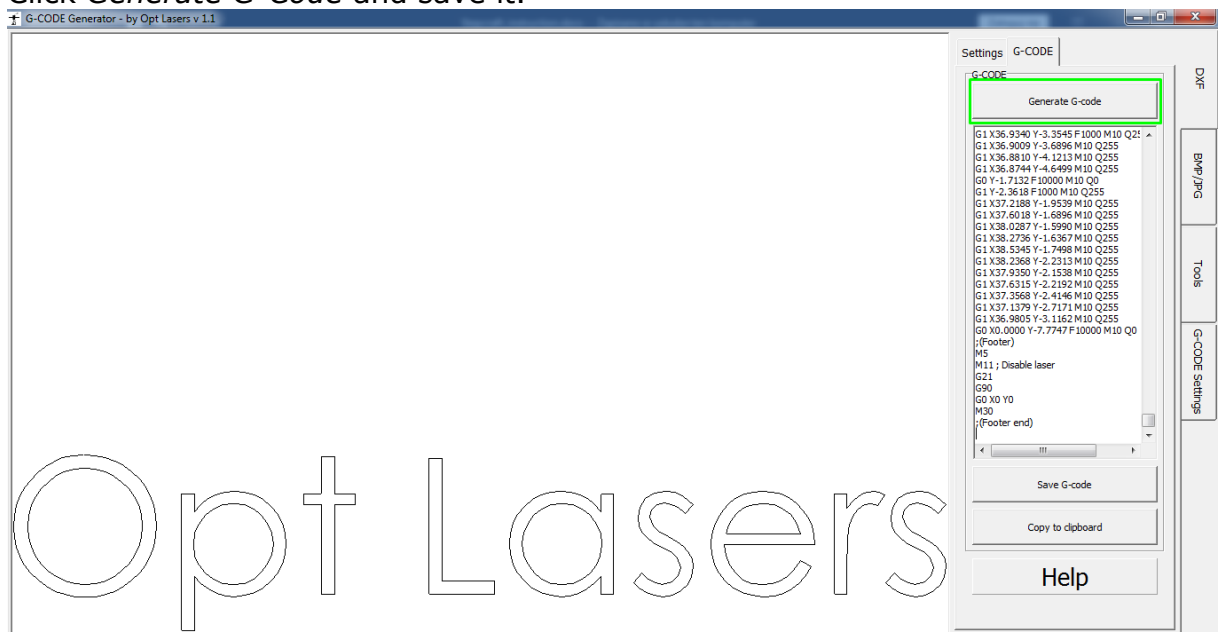 Click Generate G-Code and save it.
G-CODE Generator - by Opt Lasers v 1.1
Settings G-CODE
G-CODE
Generate G-code
G1 X36.9340 Y-3.3545 F1000 M10 Q25
G1 X36.9009 Y-3.6896 M10 Q255
G1 X36.8810 Y-4.1213 M10 Q255
G1 X36.8744 Y-4.6499 M10 Q255
G0 Y-1.7132 F10000 M10 Q0
G1 Y-2.3618 F1000 M10 Q255
G1 X37.2188 Y-1.9539 M10 Q255
G1 X37.6018 Y-1.6896 M10 Q255
G1 X38.0287 Y-1.5990 M10 Q255
G1 X38.2736 Y-1.6367 M10 Q255
G1 X38.5345 Y-1.7498 M10 Q255
G1 X38.2368 Y-2.2313 M10 Q255
G1 X37.9350 Y-2.1538 M10 Q255
G1 X37.6315 Y-2.2192 M10 Q255
G1 X37.3568 Y-2.4146 M10 Q255
G1 X37.1379 Y-2.7171 M10 Q255
G1 X36.9805 Y-3.1162 M10 Q255
G0 X0.0000 Y-7.7747 F10000 M10 Q0
;(Footer)
M5
M11 ; Disable laser
G21
G90
G0 X0 Y0
M30
;(Footer end)
Save G-code
Copy to clipboard
Help
DXF
BMP/JPG
Tools
G-CODE Settings
Opt Lasers